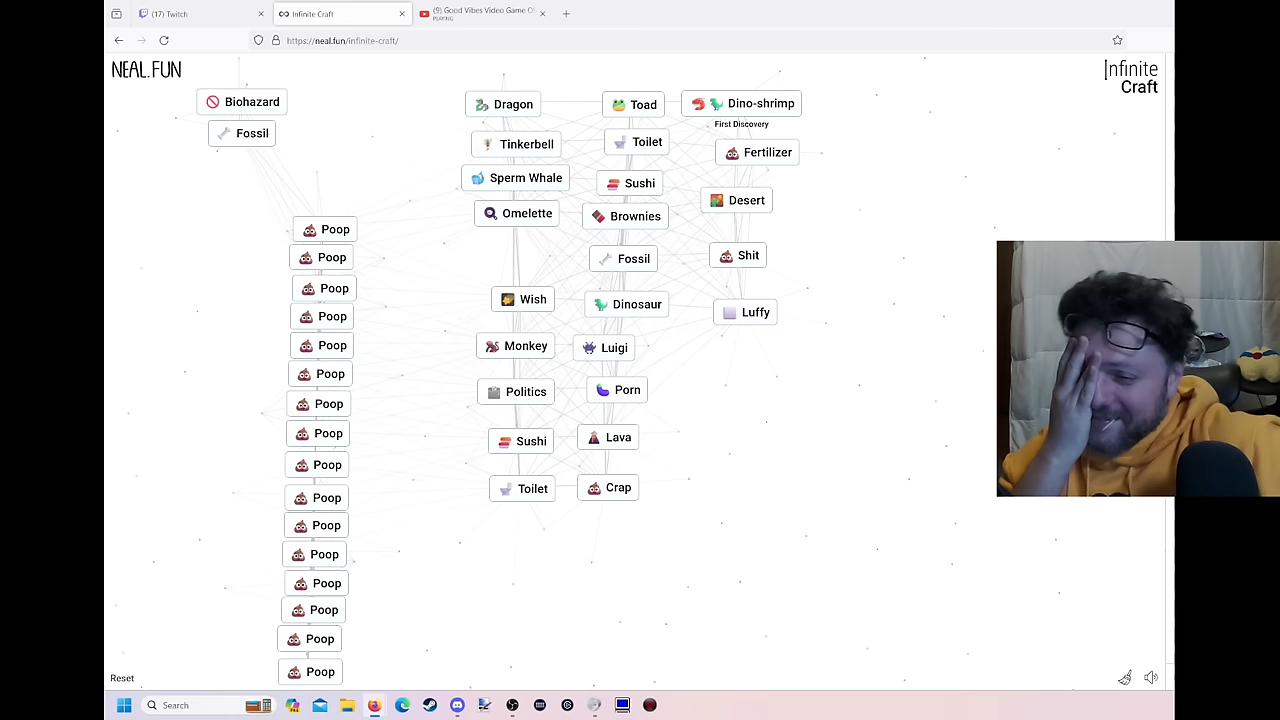 (17) Twitch
Infinite Craft
(9) Good Vibes Video Game OS
PLAYING
https://neal.fun/infinite-craft/
NEAL.FUN
Infinite
Craft
Biohazard
Fossil
Dragon
Toad
Dino-shrimp
First Discovery
Tinkerbell
Toilet
Fertilizer
Sperm Whale
Sushi
Desert
Omelette
Brownies
Poop
Poop
Fossil
Shit
Poop
Wish
Dinosaur
Luffy
Poop
Poop
Monkey
Luigi
Poop
Politics
Porn
Poop
Poop
Sushi
Lava
Poop
Toilet
Crap
Poop
Poop
Poop
Poop
Poop
Poop
Poop
Reset
Search